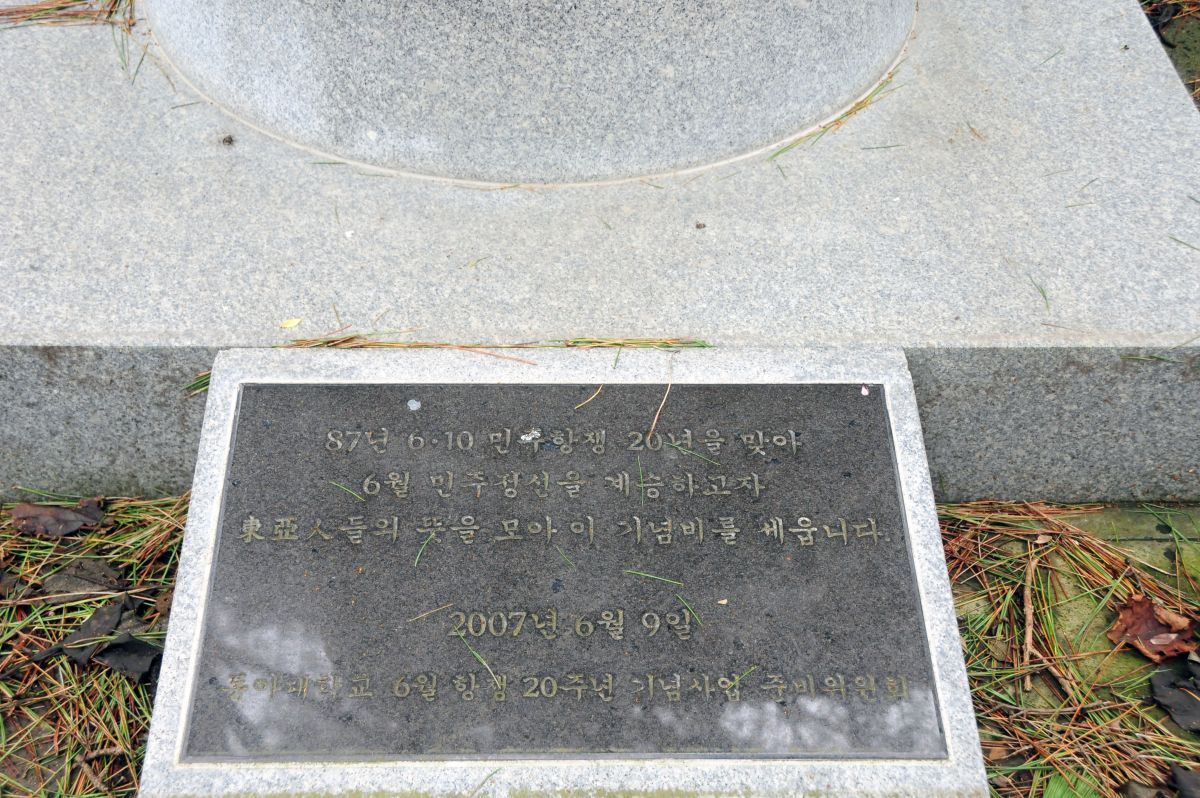 87년 6·10 민주항쟁 20년을 맞아
6월 민주정신을 계승하고자
東亞人들의 뜻을 모아 이 기념비를 세웁니다.
2007년 6월 9일
동아대학교 6월 항쟁 20주년 기념사업 준비위원회